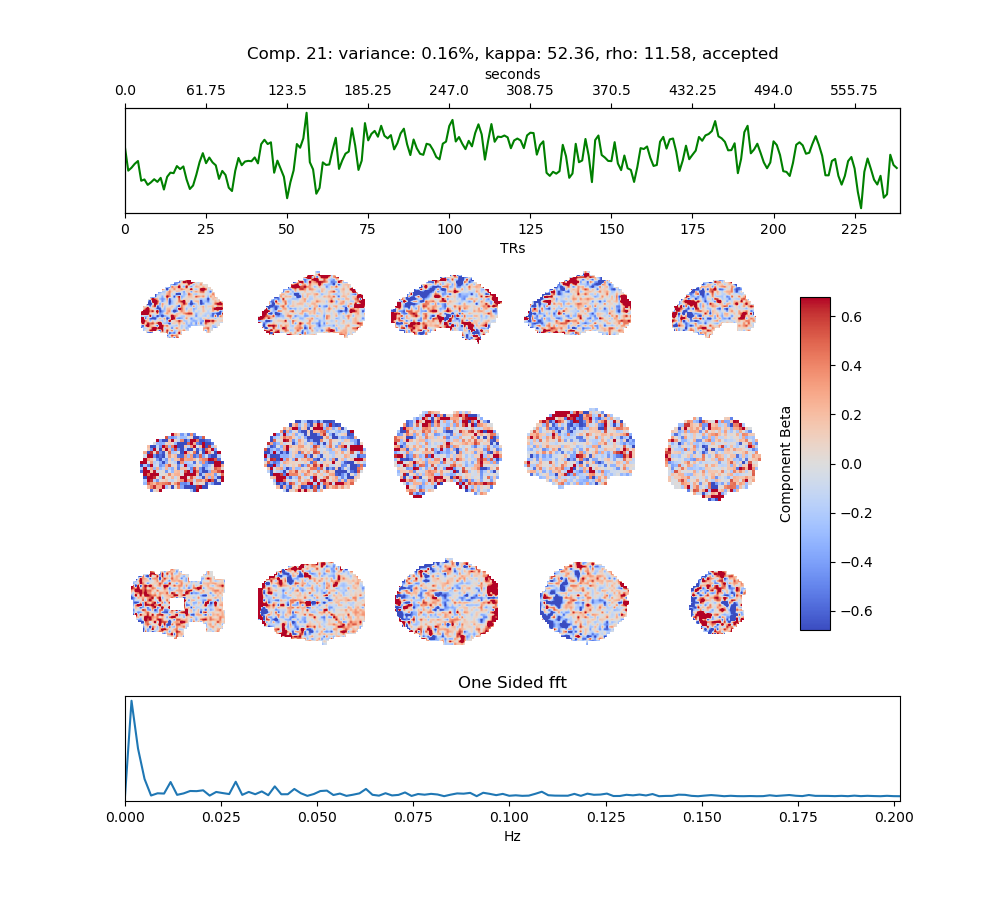 Comp. 21: variance: 0.16%, kappa: 52.36, rho: 11.58, accepted
seconds
0.0 61.75 123.5 185.25 247.0 308.75 370.5 432.25 494.0 555.75
0 25 50 75 100 125 150 175 200 225
TRs
0.6
0.4
0.2
0.0
−0.2
−0.4
−0.6
Component Beta
One Sided fft
0.000 0.025 0.050 0.075 0.100 0.125 0.150 0.175 0.200
Hz